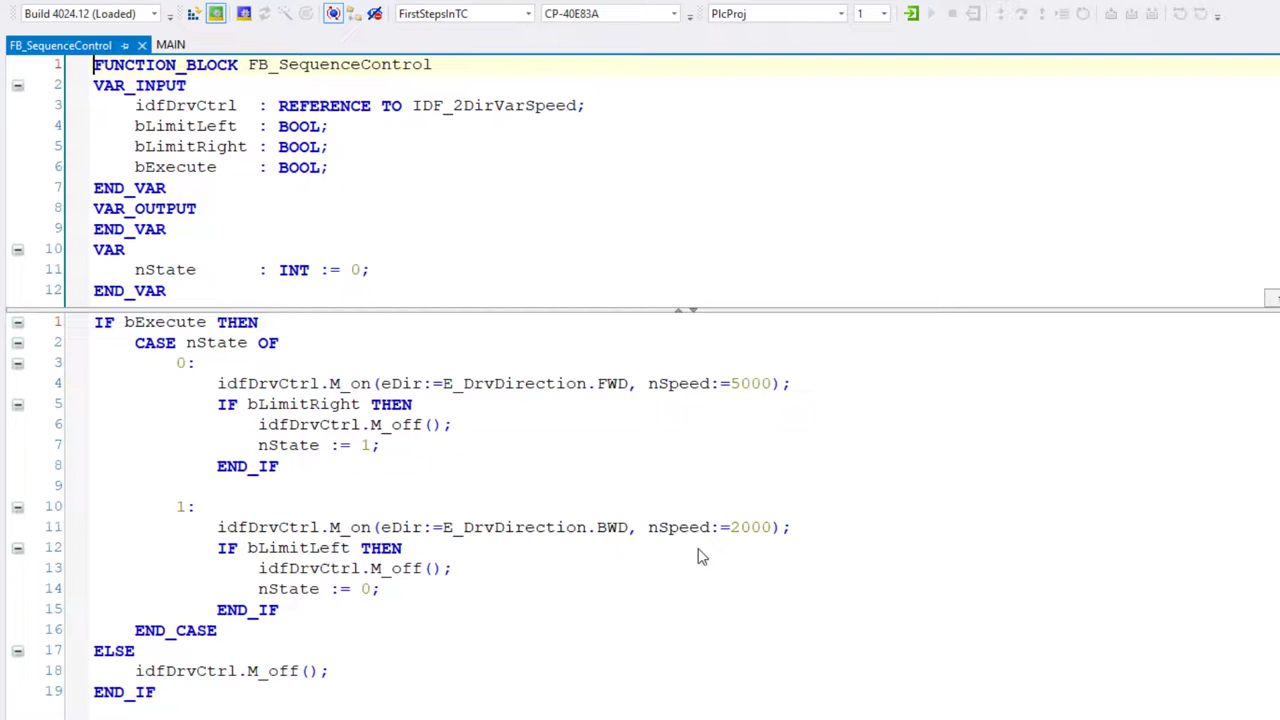 Build 4024.12 (Loaded) FirstStepsInTC CP-40E83A PlcProj 1
FB_SequenceControl MAIN
1 FUNCTION_BLOCK FB_SequenceControl
2 VAR_INPUT
3 idfDrvCtrl : REFERENCE TO IDF_2DirVarSpeed;
4 bLimitLeft : BOOL;
5 bLimitRight : BOOL;
6 bExecute : BOOL;
7 END_VAR
8 VAR_OUTPUT
9 END_VAR
10 VAR
11 nState : INT := 0;
12 END_VAR
1 IF bExecute THEN
2 CASE nState OF
3 0:
4 idfDrvCtrl.M_on(eDir:=E_DrvDirection.FWD, nSpeed:=5000);
5 IF bLimitRight THEN
6 idfDrvCtrl.M_off();
7 nState := 1;
8 END_IF
9
10 1:
11 idfDrvCtrl.M_on(eDir:=E_DrvDirection.BWD, nSpeed:=2000);
12 IF bLimitLeft THEN
13 idfDrvCtrl.M_off();
14 nState := 0;
15 END_IF
16 END_CASE
17 ELSE
18 idfDrvCtrl.M_off();
19 END_IF